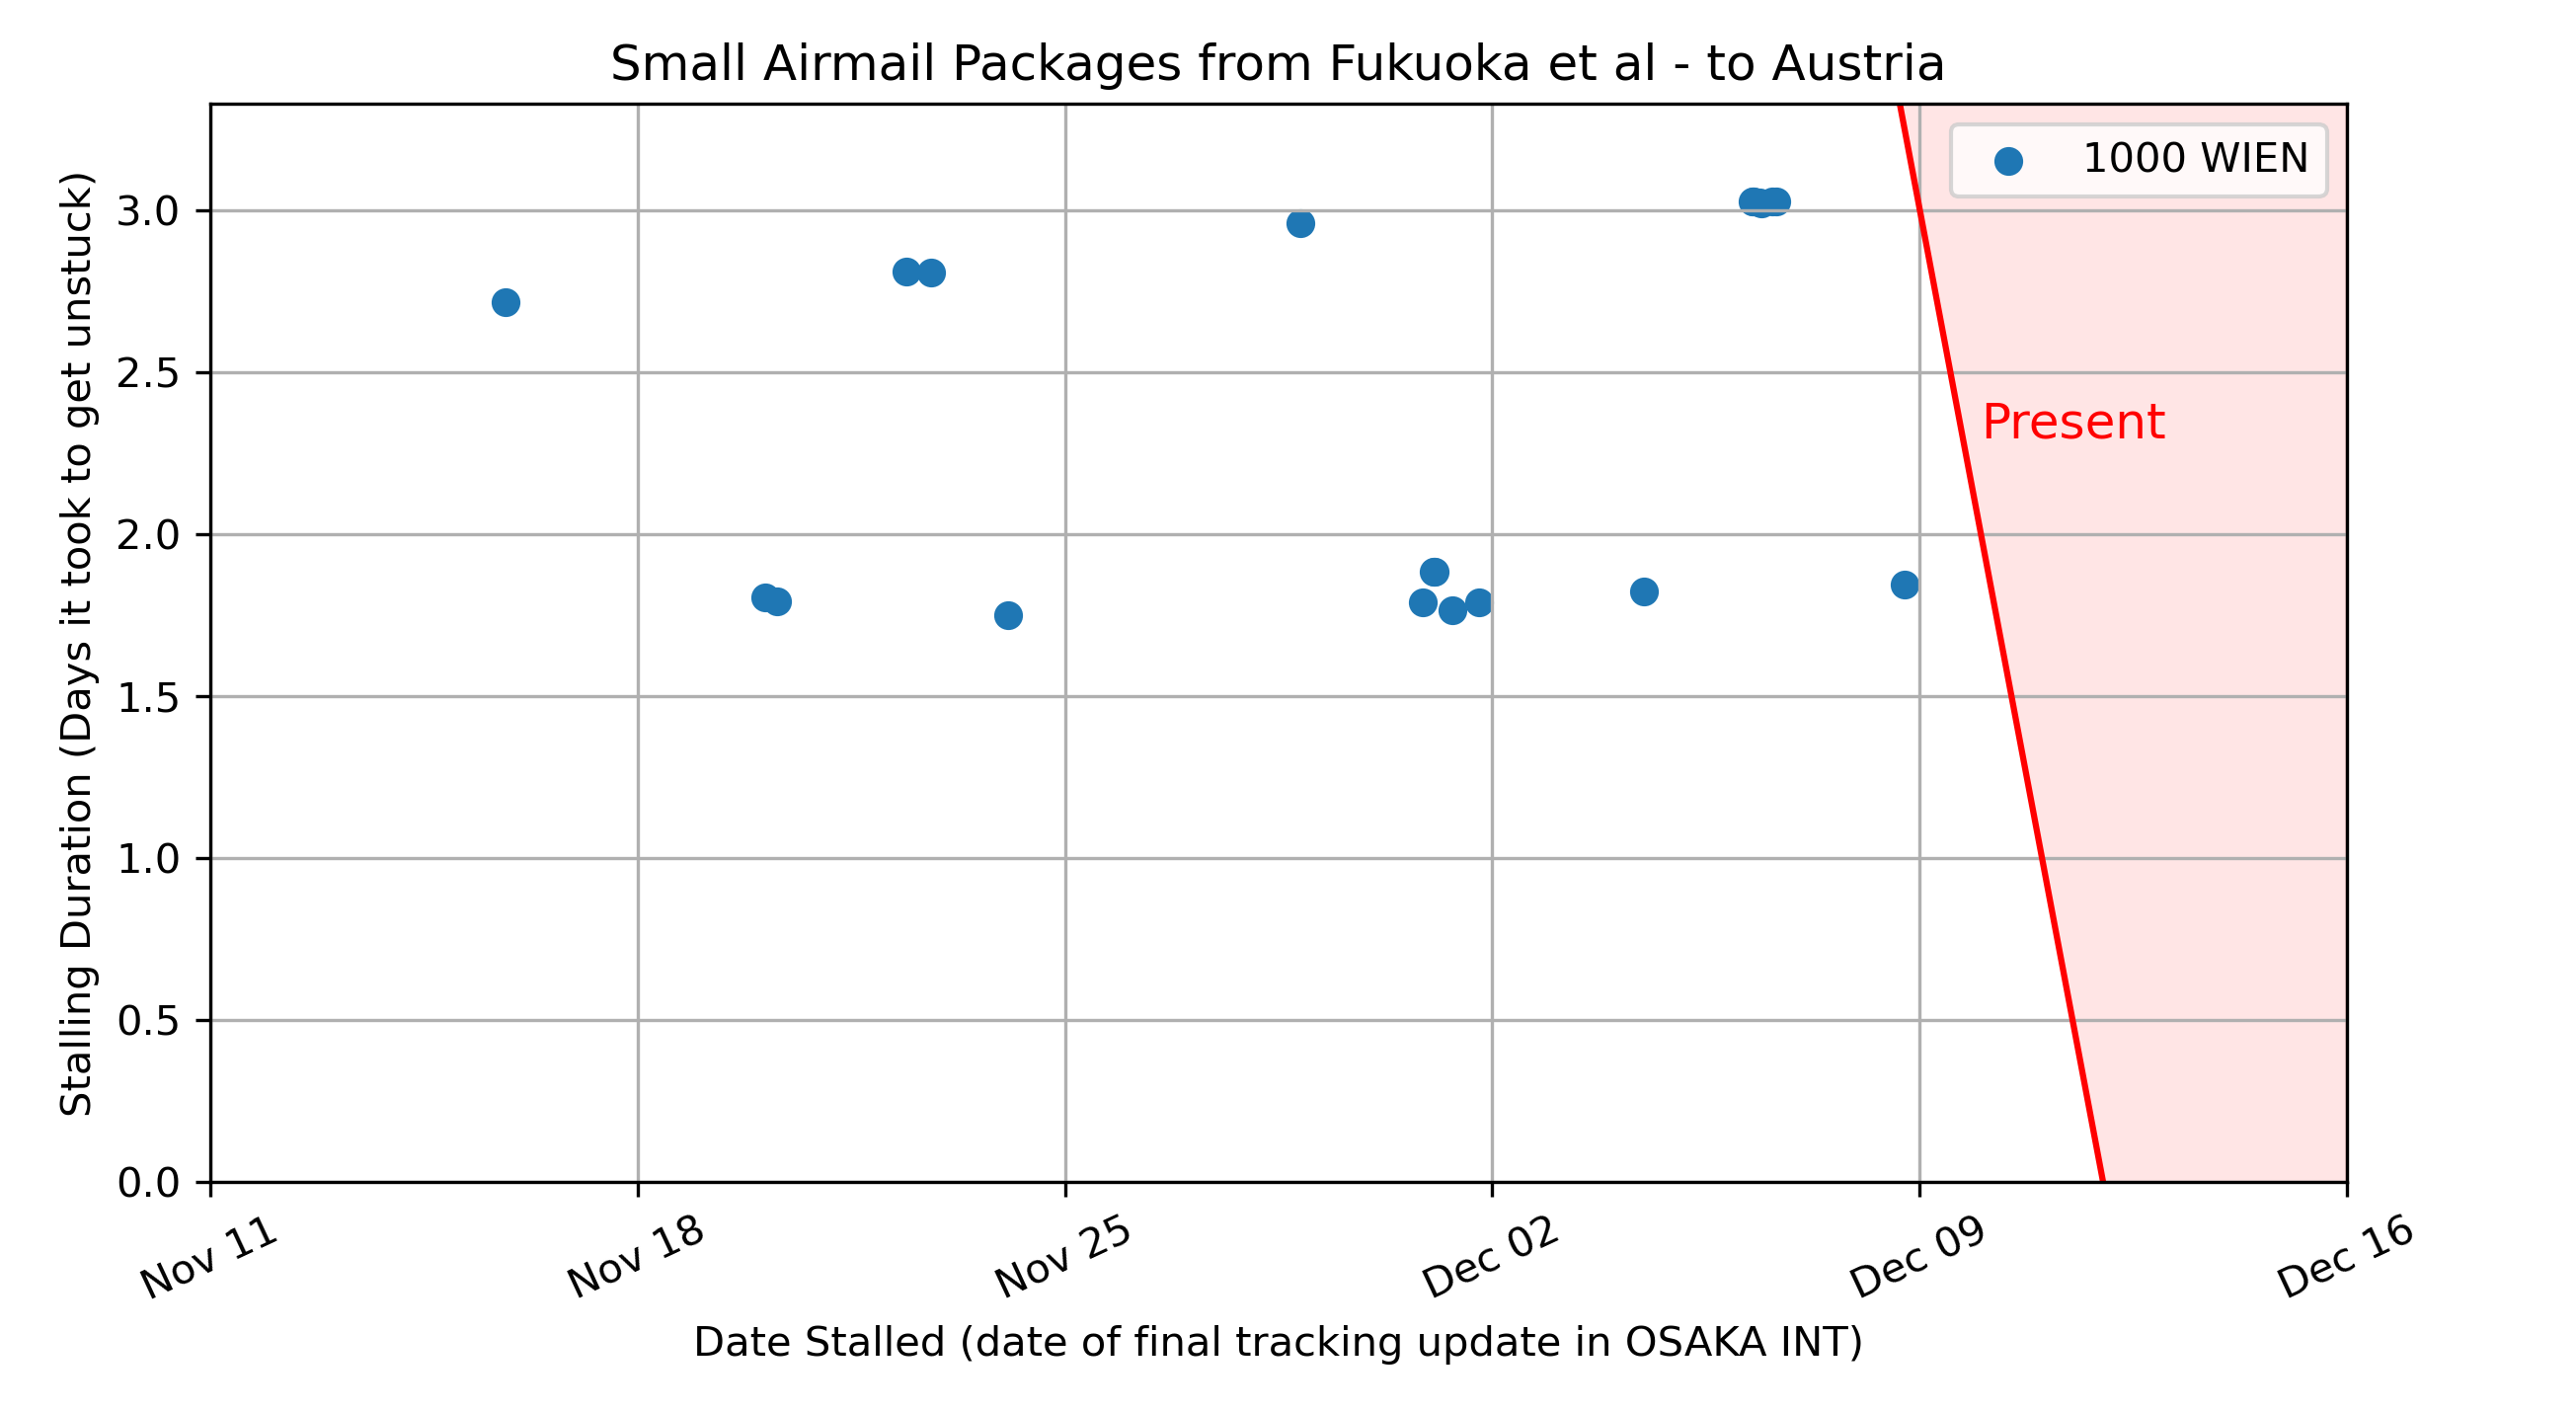 Small Airmail Packages from Fukuoka et al - to Austria
1000 WIEN
Present
Stalling Duration (Days it took to get unstuck)
3.0
2.5
2.0
1.5
1.0
0.5
0.0
Nov 11
Nov 18
Nov 25
Dec 02
Dec 09
Dec 16
Date Stalled (date of final tracking update in OSAKA INT)